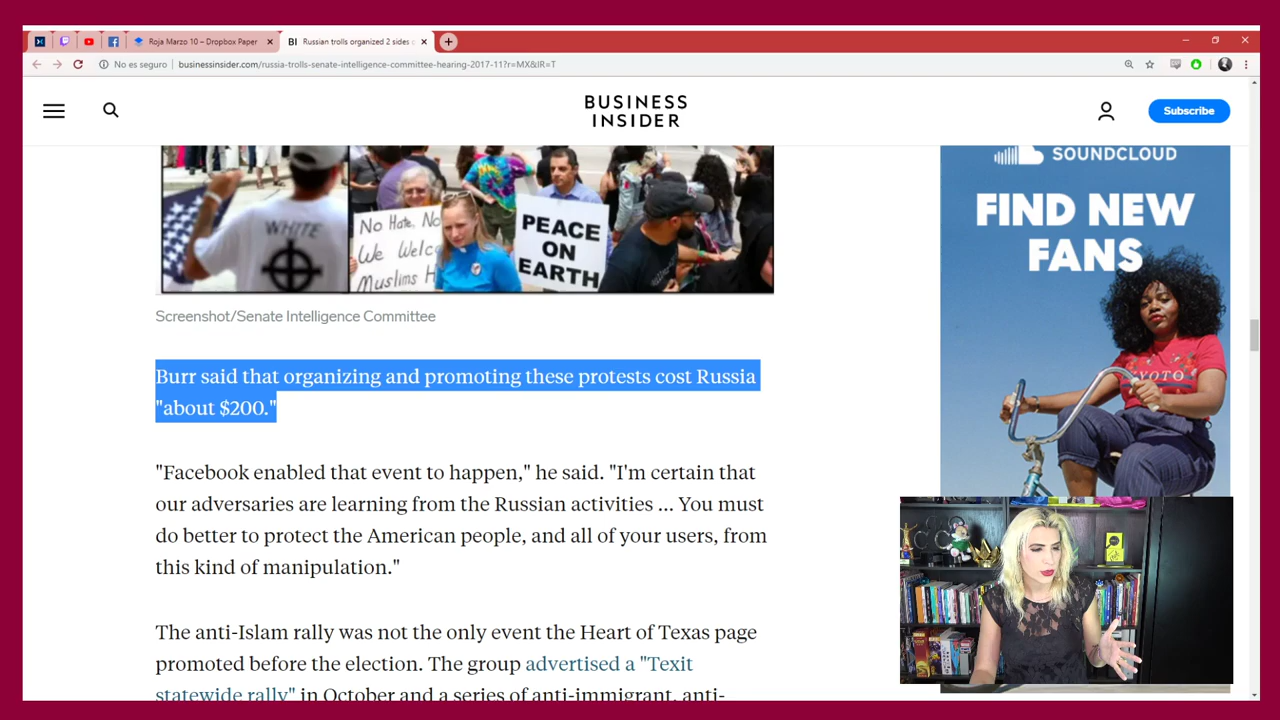 Roja Marzo 10 – Dropbox Paper
BI Russian trolls organized 2 sides
No es seguro
businessinsider.com/russia-trolls-senate-intelligence-committee-hearing-2017-11?r=MX&IR=T
BUSINESS
INSIDER
Subscribe
WHITE
No Hate, No
We Welc
Muslims H
PEACE
ON
EARTH
Screenshot/Senate Intelligence Committee
Burr said that organizing and promoting these protests cost Russia
"about $200."
"Facebook enabled that event to happen," he said. "I'm certain that
our adversaries are learning from the Russian activities ... You must
do better to protect the American people, and all of your users, from
this kind of manipulation."
The anti-Islam rally was not the only event the Heart of Texas page
promoted before the election. The group advertised a "Texit
statewide rally" in October and a series of anti-immigrant, anti-
SOUNDCLOUD
FIND NEW
FANS
YOTO